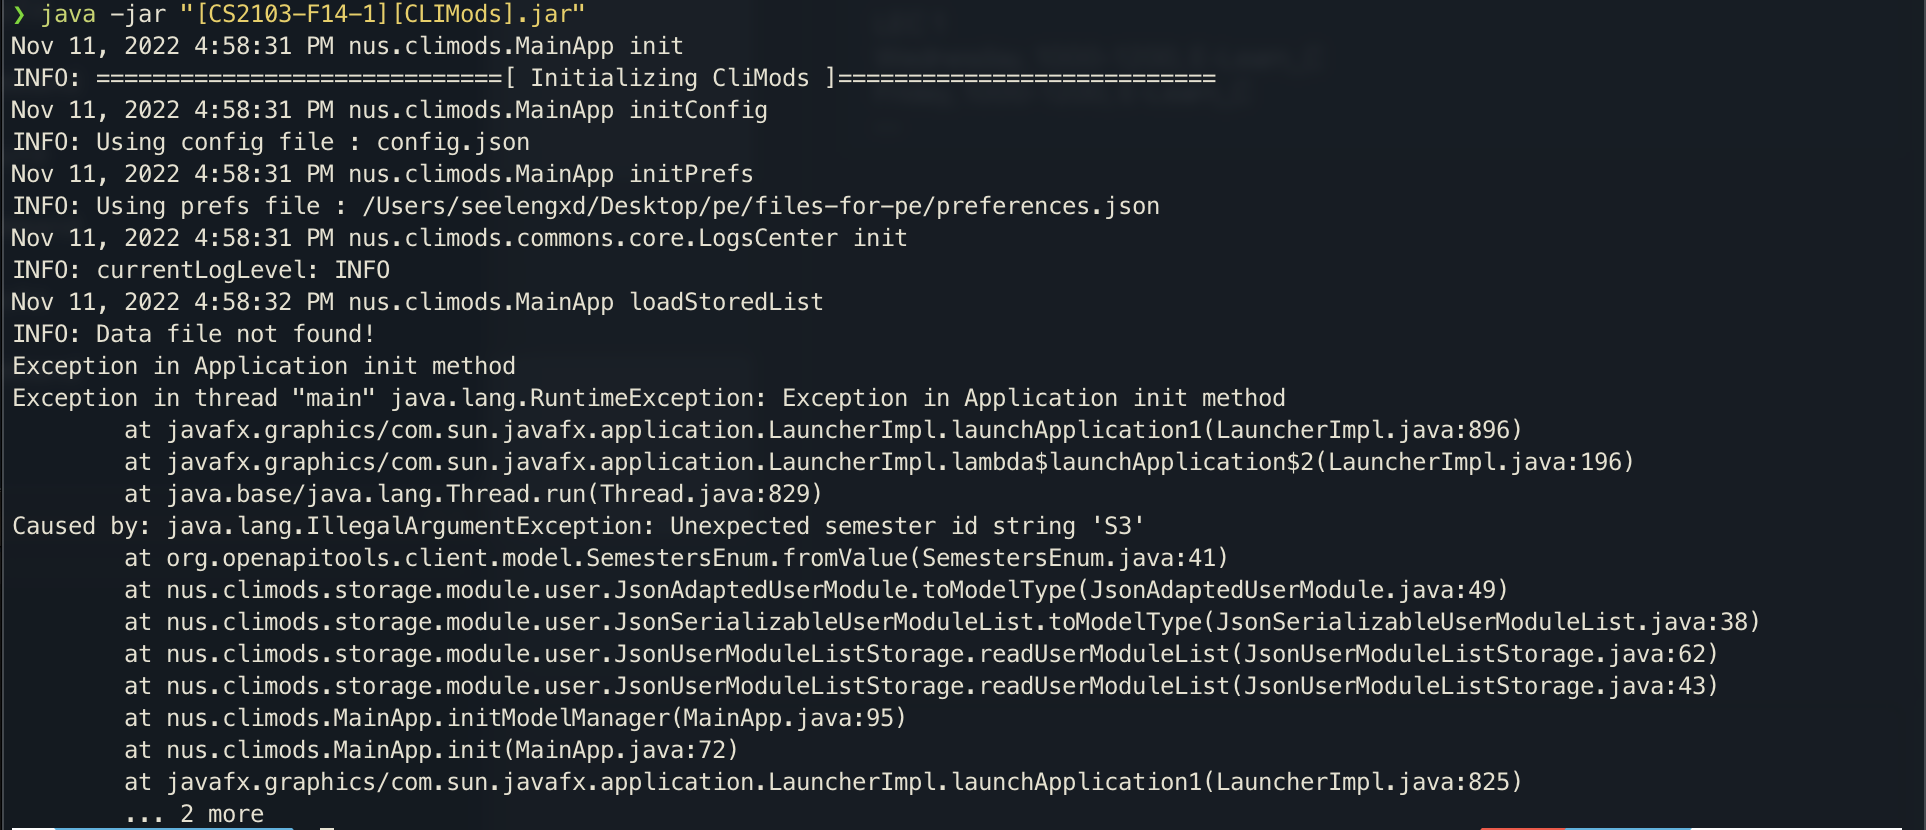 ❯ java -jar "[CS2103-F14-1][CLIMods].jar"
Nov 11, 2022 4:58:31 PM nus.climods.MainApp init
INFO: =============================[ Initializing CliMods ]===========================
Nov 11, 2022 4:58:31 PM nus.climods.MainApp initConfig
INFO: Using config file : config.json
Nov 11, 2022 4:58:31 PM nus.climods.MainApp initPrefs
INFO: Using prefs file : /Users/seelengxd/Desktop/pe/files-for-pe/preferences.json
Nov 11, 2022 4:58:31 PM nus.climods.commons.core.LogsCenter init
INFO: currentLogLevel: INFO
Nov 11, 2022 4:58:32 PM nus.climods.MainApp loadStoredList
INFO: Data file not found!
Exception in Application init method
Exception in thread "main" java.lang.RuntimeException: Exception in Application init method
        at javafx.graphics/com.sun.javafx.application.LauncherImpl.launchApplication1(LauncherImpl.java:896)
        at javafx.graphics/com.sun.javafx.application.LauncherImpl.lambda$launchApplication$2(LauncherImpl.java:196)
        at java.base/java.lang.Thread.run(Thread.java:829)
Caused by: java.lang.IllegalArgumentException: Unexpected semester id string 'S3'
        at org.openapitools.client.model.SemestersEnum.fromValue(SemestersEnum.java:41)
        at nus.climods.storage.module.user.JsonAdaptedUserModule.toModelType(JsonAdaptedUserModule.java:49)
        at nus.climods.storage.module.user.JsonSerializableUserModuleList.toModelType(JsonSerializableUserModuleList.java:38)
        at nus.climods.storage.module.user.JsonUserModuleListStorage.readUserModuleList(JsonUserModuleListStorage.java:62)
        at nus.climods.storage.module.user.JsonUserModuleListStorage.readUserModuleList(JsonUserModuleListStorage.java:43)
        at nus.climods.MainApp.initModelManager(MainApp.java:95)
        at nus.climods.MainApp.init(MainApp.java:72)
        at javafx.graphics/com.sun.javafx.application.LauncherImpl.launchApplication1(LauncherImpl.java:825)
        ... 2 more